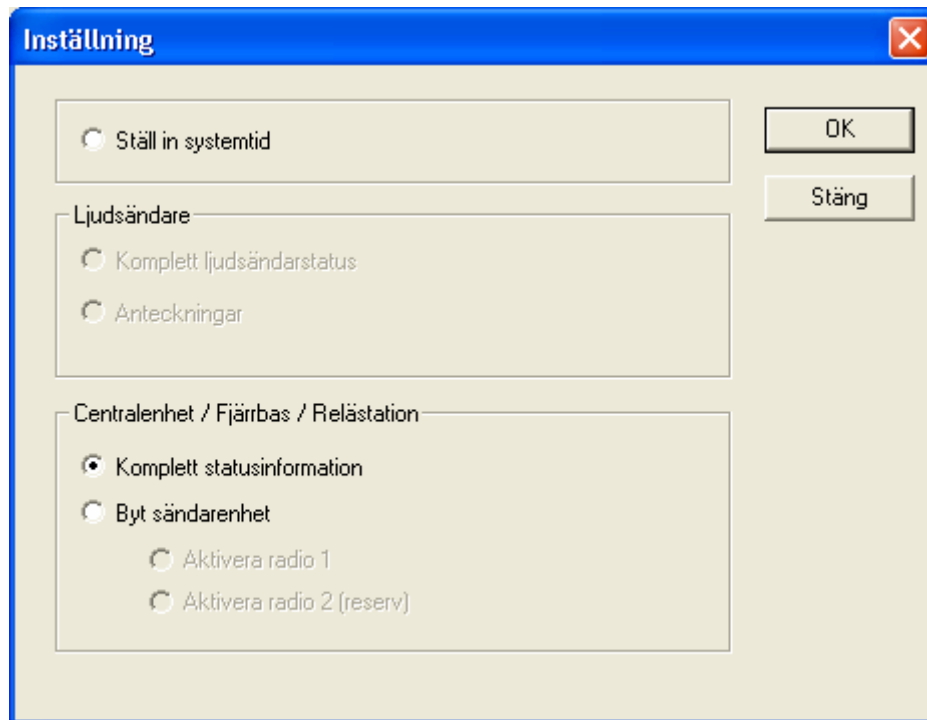 Inställning
Ställ in systemtid
OK
Stäng
Ljudsändare
Komplett ljudsändarstatus
Anteckningar
Centralenhet / Fjärrbas / Relästation
Komplett statusinformation
Byt sändarenhet
Aktivera radio 1
Aktivera radio 2 (reserv)